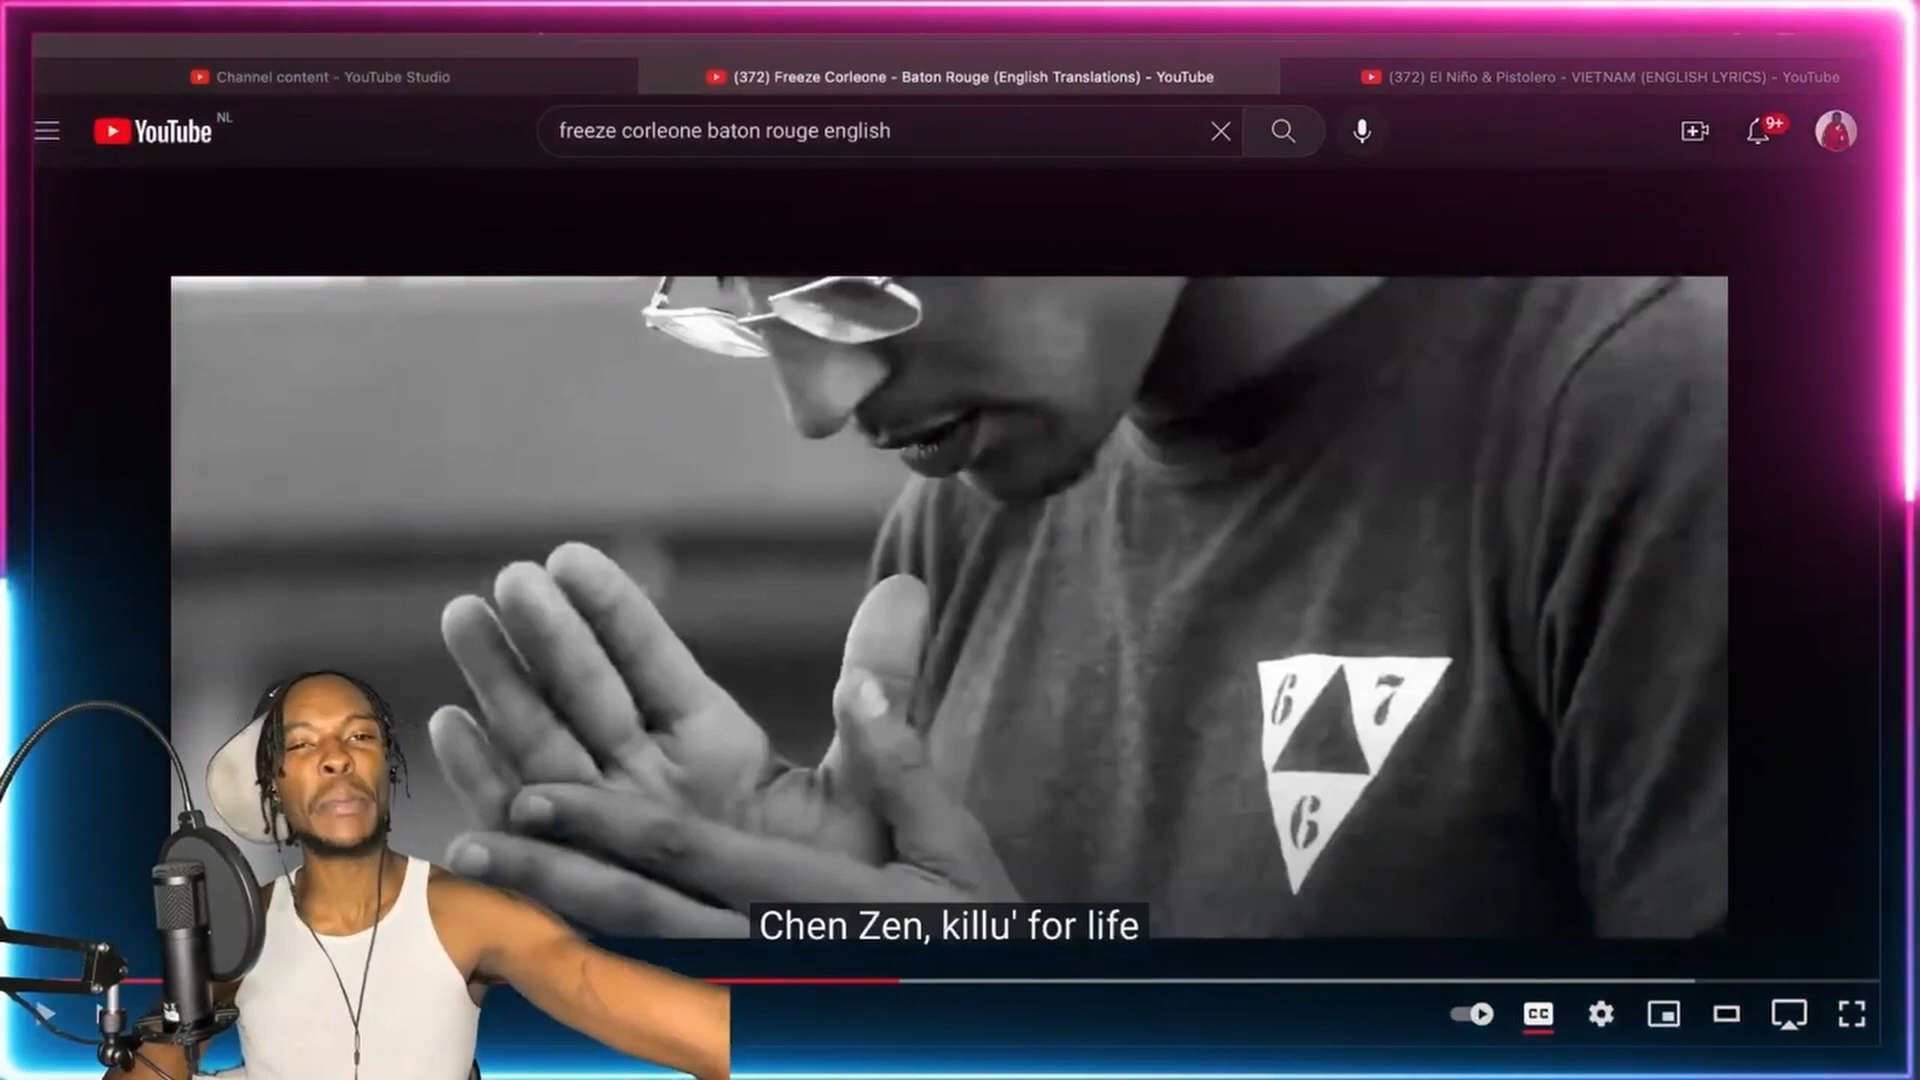 Channel content - YouTube Studio
(372) Freeze Corleone - Baton Rouge (English Translations) - YouTube
(372) El Niño & Pistolero - VIETNAM (ENGLISH LYRICS) - YouTube
YouTube NL
freeze corleone baton rouge english
9+
6 7
6
Chen Zen, killu' for life
CC